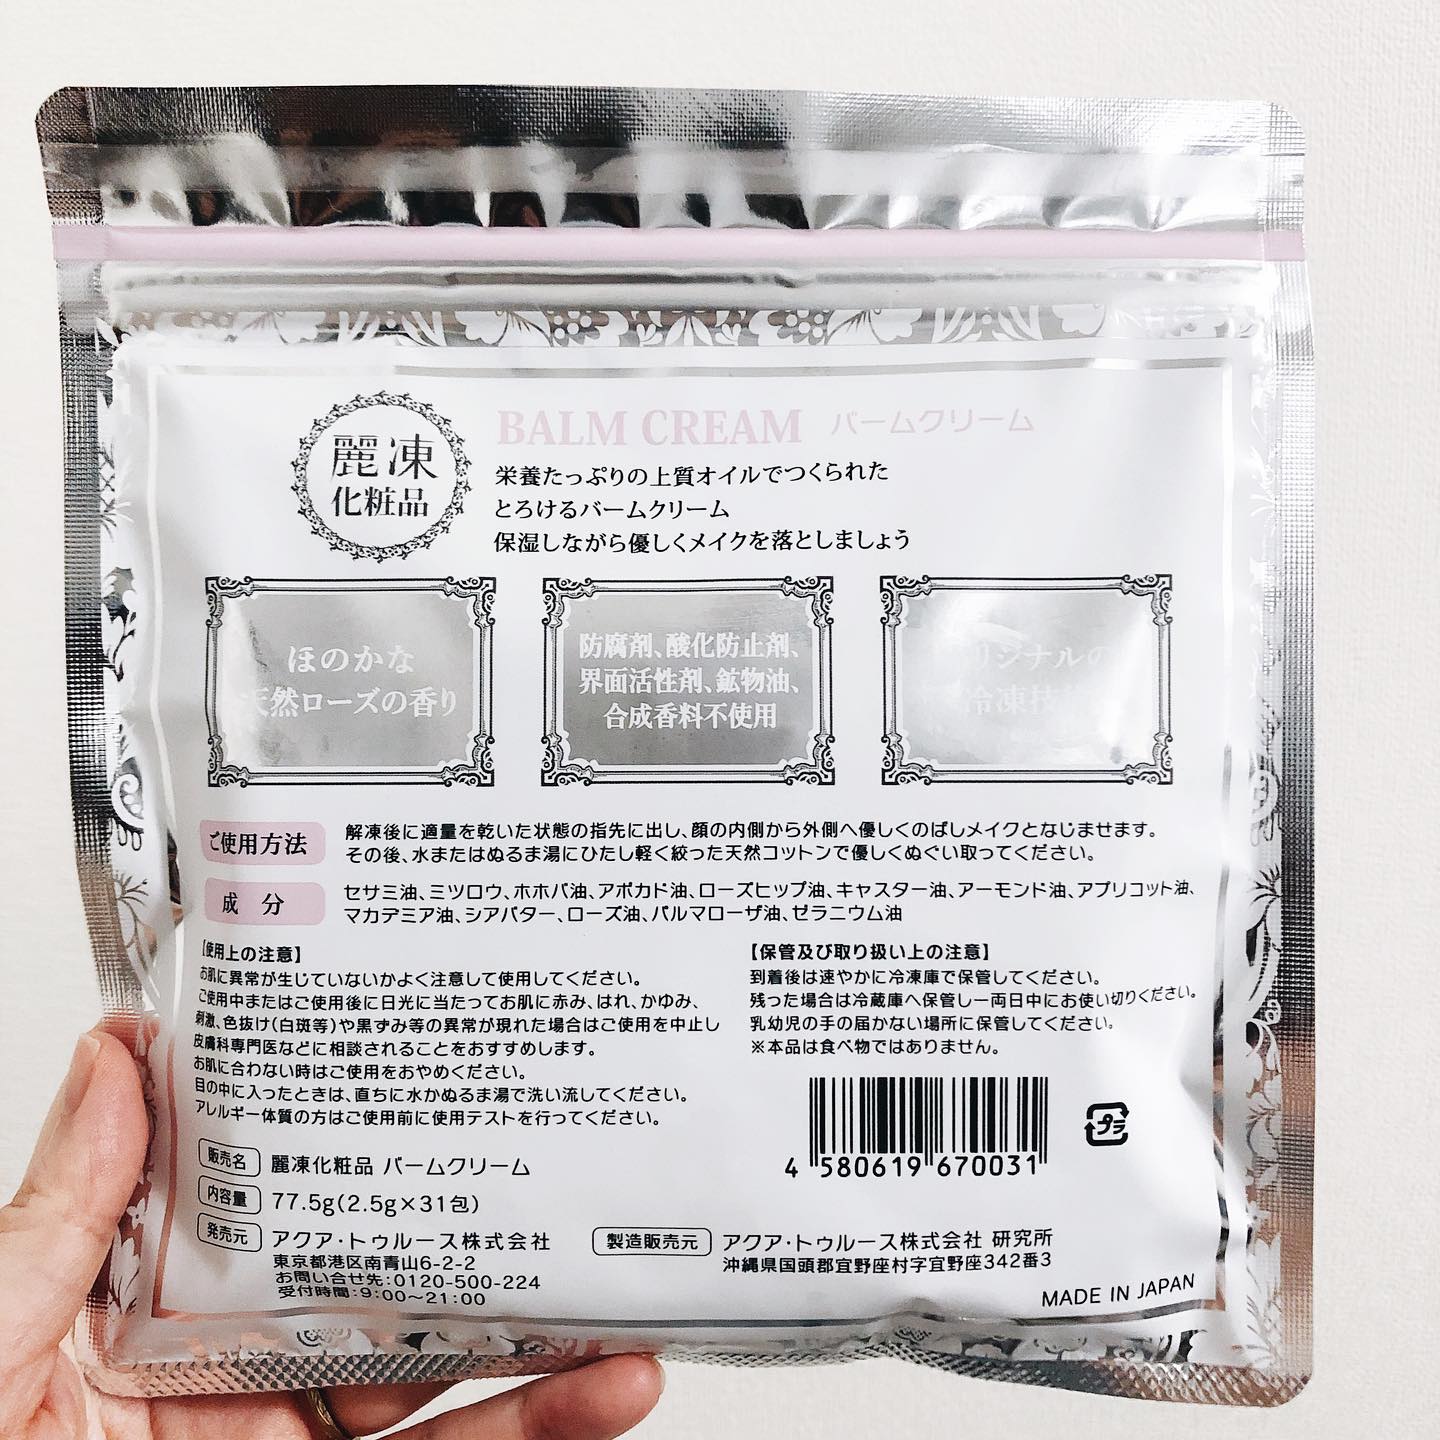 麗凍
化粧品
BALM CREAM バームクリーム
栄養たっぷりの上質オイルでつくられた
とろけるバームクリーム
保湿しながら優しくメイクを落としましょう
ほのかな
天然ローズの香り
防腐剤、酸化防止剤、
界面活性剤、鉱物油、
合成香料不使用
リジナルの
冷凍技
ご使用方法
解凍後に適量を乾いた状態の指先に出し、顔の内側から外側へ優しくのばしメイクとなじませます。
その後、水またはぬるま湯にひたし軽く絞った天然コットンで優しくぬぐい取ってください。
成 分
セサミ油、ミツロウ、ホホバ油、アボカド油、ローズヒップ油、キャスター油、アーモンド油、アプリコット油、
マカデミア油、シアバター、ローズ油、パルマローザ油、ゼラニウム油
【使用上の注意】
お肌に異常が生じていないかよく注意して使用してください。
ご使用中またはご使用後に日光に当たってお肌に赤み、はれ、かゆみ、
刺激、色抜け(白斑等)や黒ずみ等の異常が現れた場合はご使用を中止し
皮膚科専門医などに相談されることをおすすめします。
お肌に合わない時はご使用をおやめください。
目の中に入ったときは、直ちに水かぬるま湯で洗い流してください。
アレルギー体質の方はご使用前に使用テストを行ってください。
【保管及び取り扱い上の注意】
到着後は速やかに冷凍庫で保管してください。
残った場合は冷蔵庫へ保管し一両日中にお使い切りください。
乳幼児の手の届かない場所に保管してください。
※本品は食べ物ではありません。
4 580619 670031
プラ
販売名 麗凍化粧品 バームクリーム
内容量 77.5g(2.5g×31包)
発売元 アクア・トゥルース株式会社
東京都港区南青山6-2-2
お問い合せ先:0120-500-224
受付時間:9:00〜21:00
製造販売元 アクア・トゥルース株式会社 研究所
沖縄県国頭郡宜野座村字宜野座342番3
MADE IN JAPAN